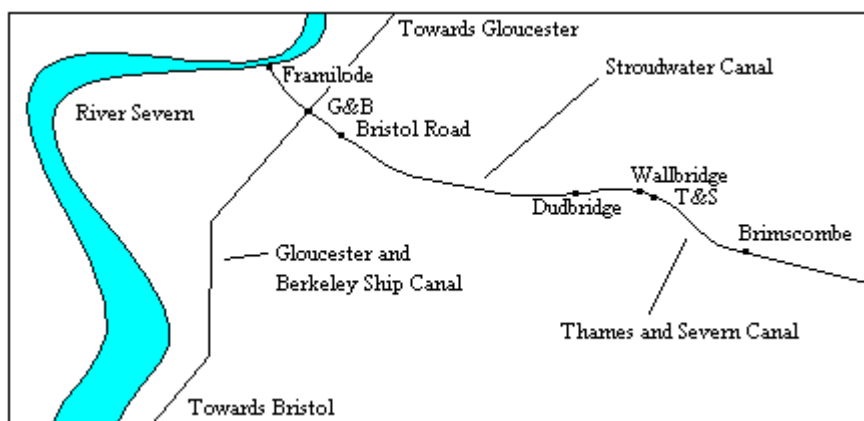 Towards Gloucester
Framilode
Stroudwater Canal
River Severn
G&B
Bristol Road
Wallbridge
T&S
Dudbridge
Brimscombe
Gloucester and
Berkeley Ship Canal
Thames and Severn Canal
Towards Bristol